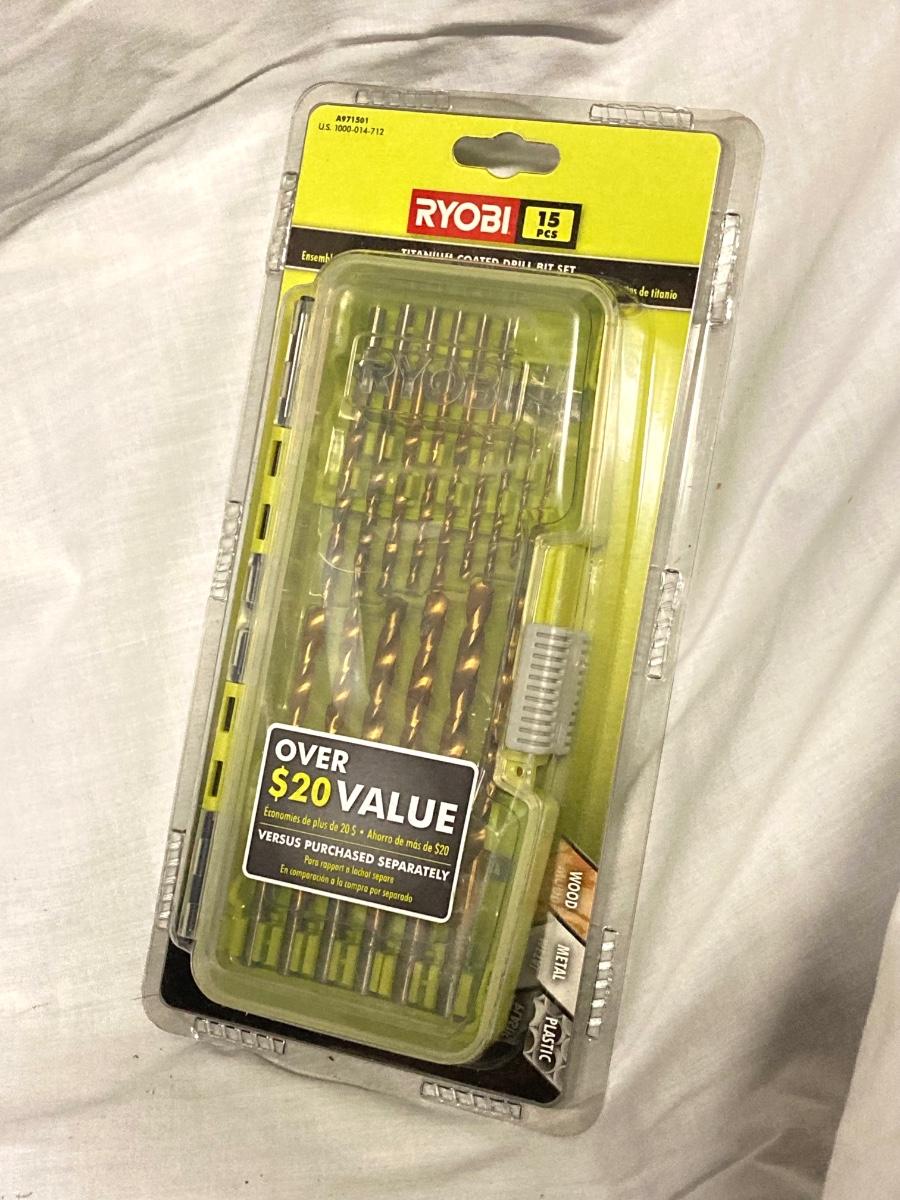 A971501
U.S. 1000-014-712
RYOBI 15 PCS
TITANIUM COATED DRILL BIT SET
de titanio
RYOBI
OVER
$20 VALUE
Économies de plus de 20 $ • Ahorro de más de $20
VERSUS PURCHASED SEPARATELY
Par rapport à l'achat séparé
En comparación a la compra por separado
WOOD
METAL
PLASTIC